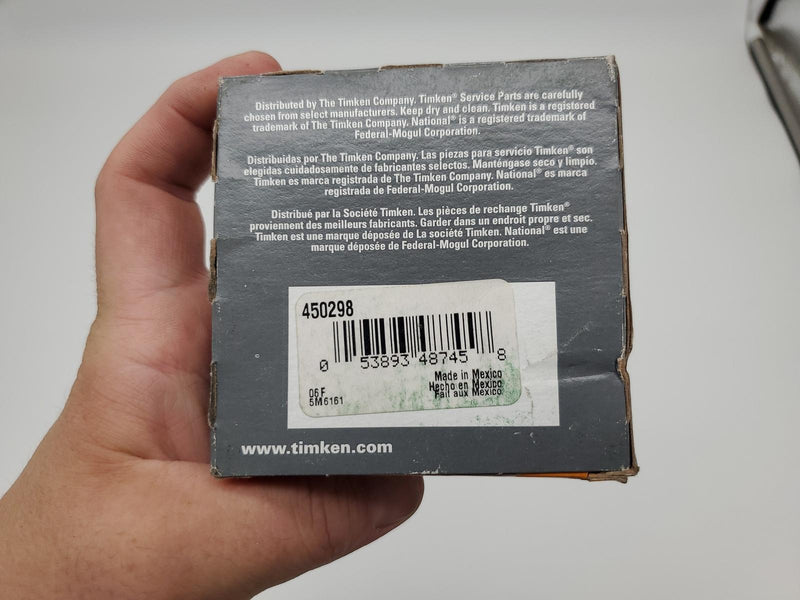 Distributed by The Timken Company. Timken® Service Parts are carefully
chosen from select manufacturers. Keep dry and clean. Timken is a registered
trademark of The Timken Company. National® is a registered trademark of
Federal-Mogul Corporation.
Distribuidas por The Timken Company. Las piezas para servicio Timken® son
elegidas cuidadosamente de fabricantes selectos. Manténgase seco y limpio.
Timken es marca registrada de The Timken Company. National® es marca
registrada de Federal-Mogul Corporation.
Distribué par la Société Timken. Les pièces de rechange Timken®
proviennent des meilleurs fabricants. Garder dans un endroit propre et sec.
Timken est une marque déposée de La société Timken. National® est une
marque déposée de Federal-Mogul Corporation.
450298
0 53893 48745 8
Made in Mexico
Hecho en Mexico
06F
Fait aux Mexico
5M6161
www.timken.com